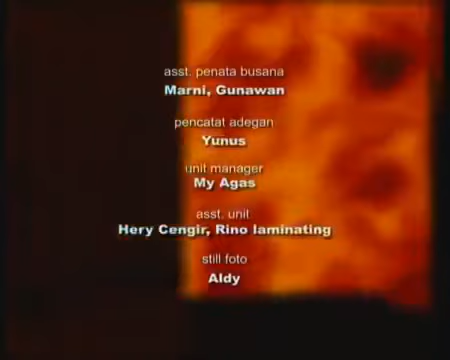 asst. penata busana
Marni, Gunawan
pencatat adegan
Yunus
unit manager
My Agas
asst. unit
Hery Cengir, Rino laminating
still foto
Aldy